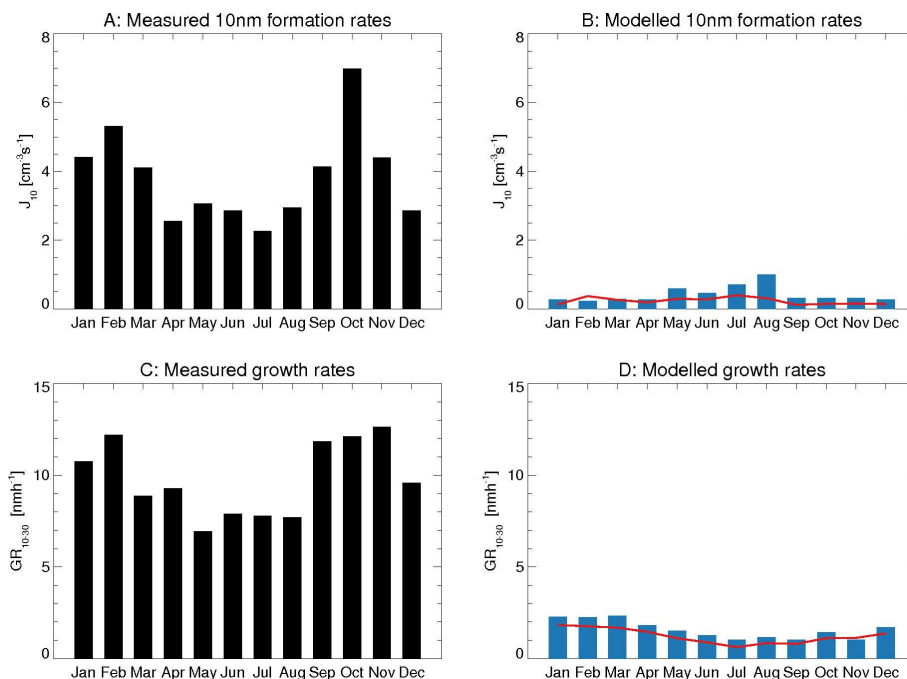 A: Measured 10nm formation rates
8
6
4
2
0
J10 [cm-3s-1]
Jan Feb Mar Apr May Jun Jul Aug Sep Oct Nov Dec
B: Modelled 10nm formation rates
8
6
4
2
0
J10 [cm-3s-1]
Jan Feb Mar Apr May Jun Jul Aug Sep Oct Nov Dec
C: Measured growth rates
15
10
5
0
GR10-30 [nmh-1]
Jan Feb Mar Apr May Jun Jul Aug Sep Oct Nov Dec
D: Modelled growth rates
15
10
5
0
GR10-30 [nmh-1]
Jan Feb Mar Apr May Jun Jul Aug Sep Oct Nov Dec